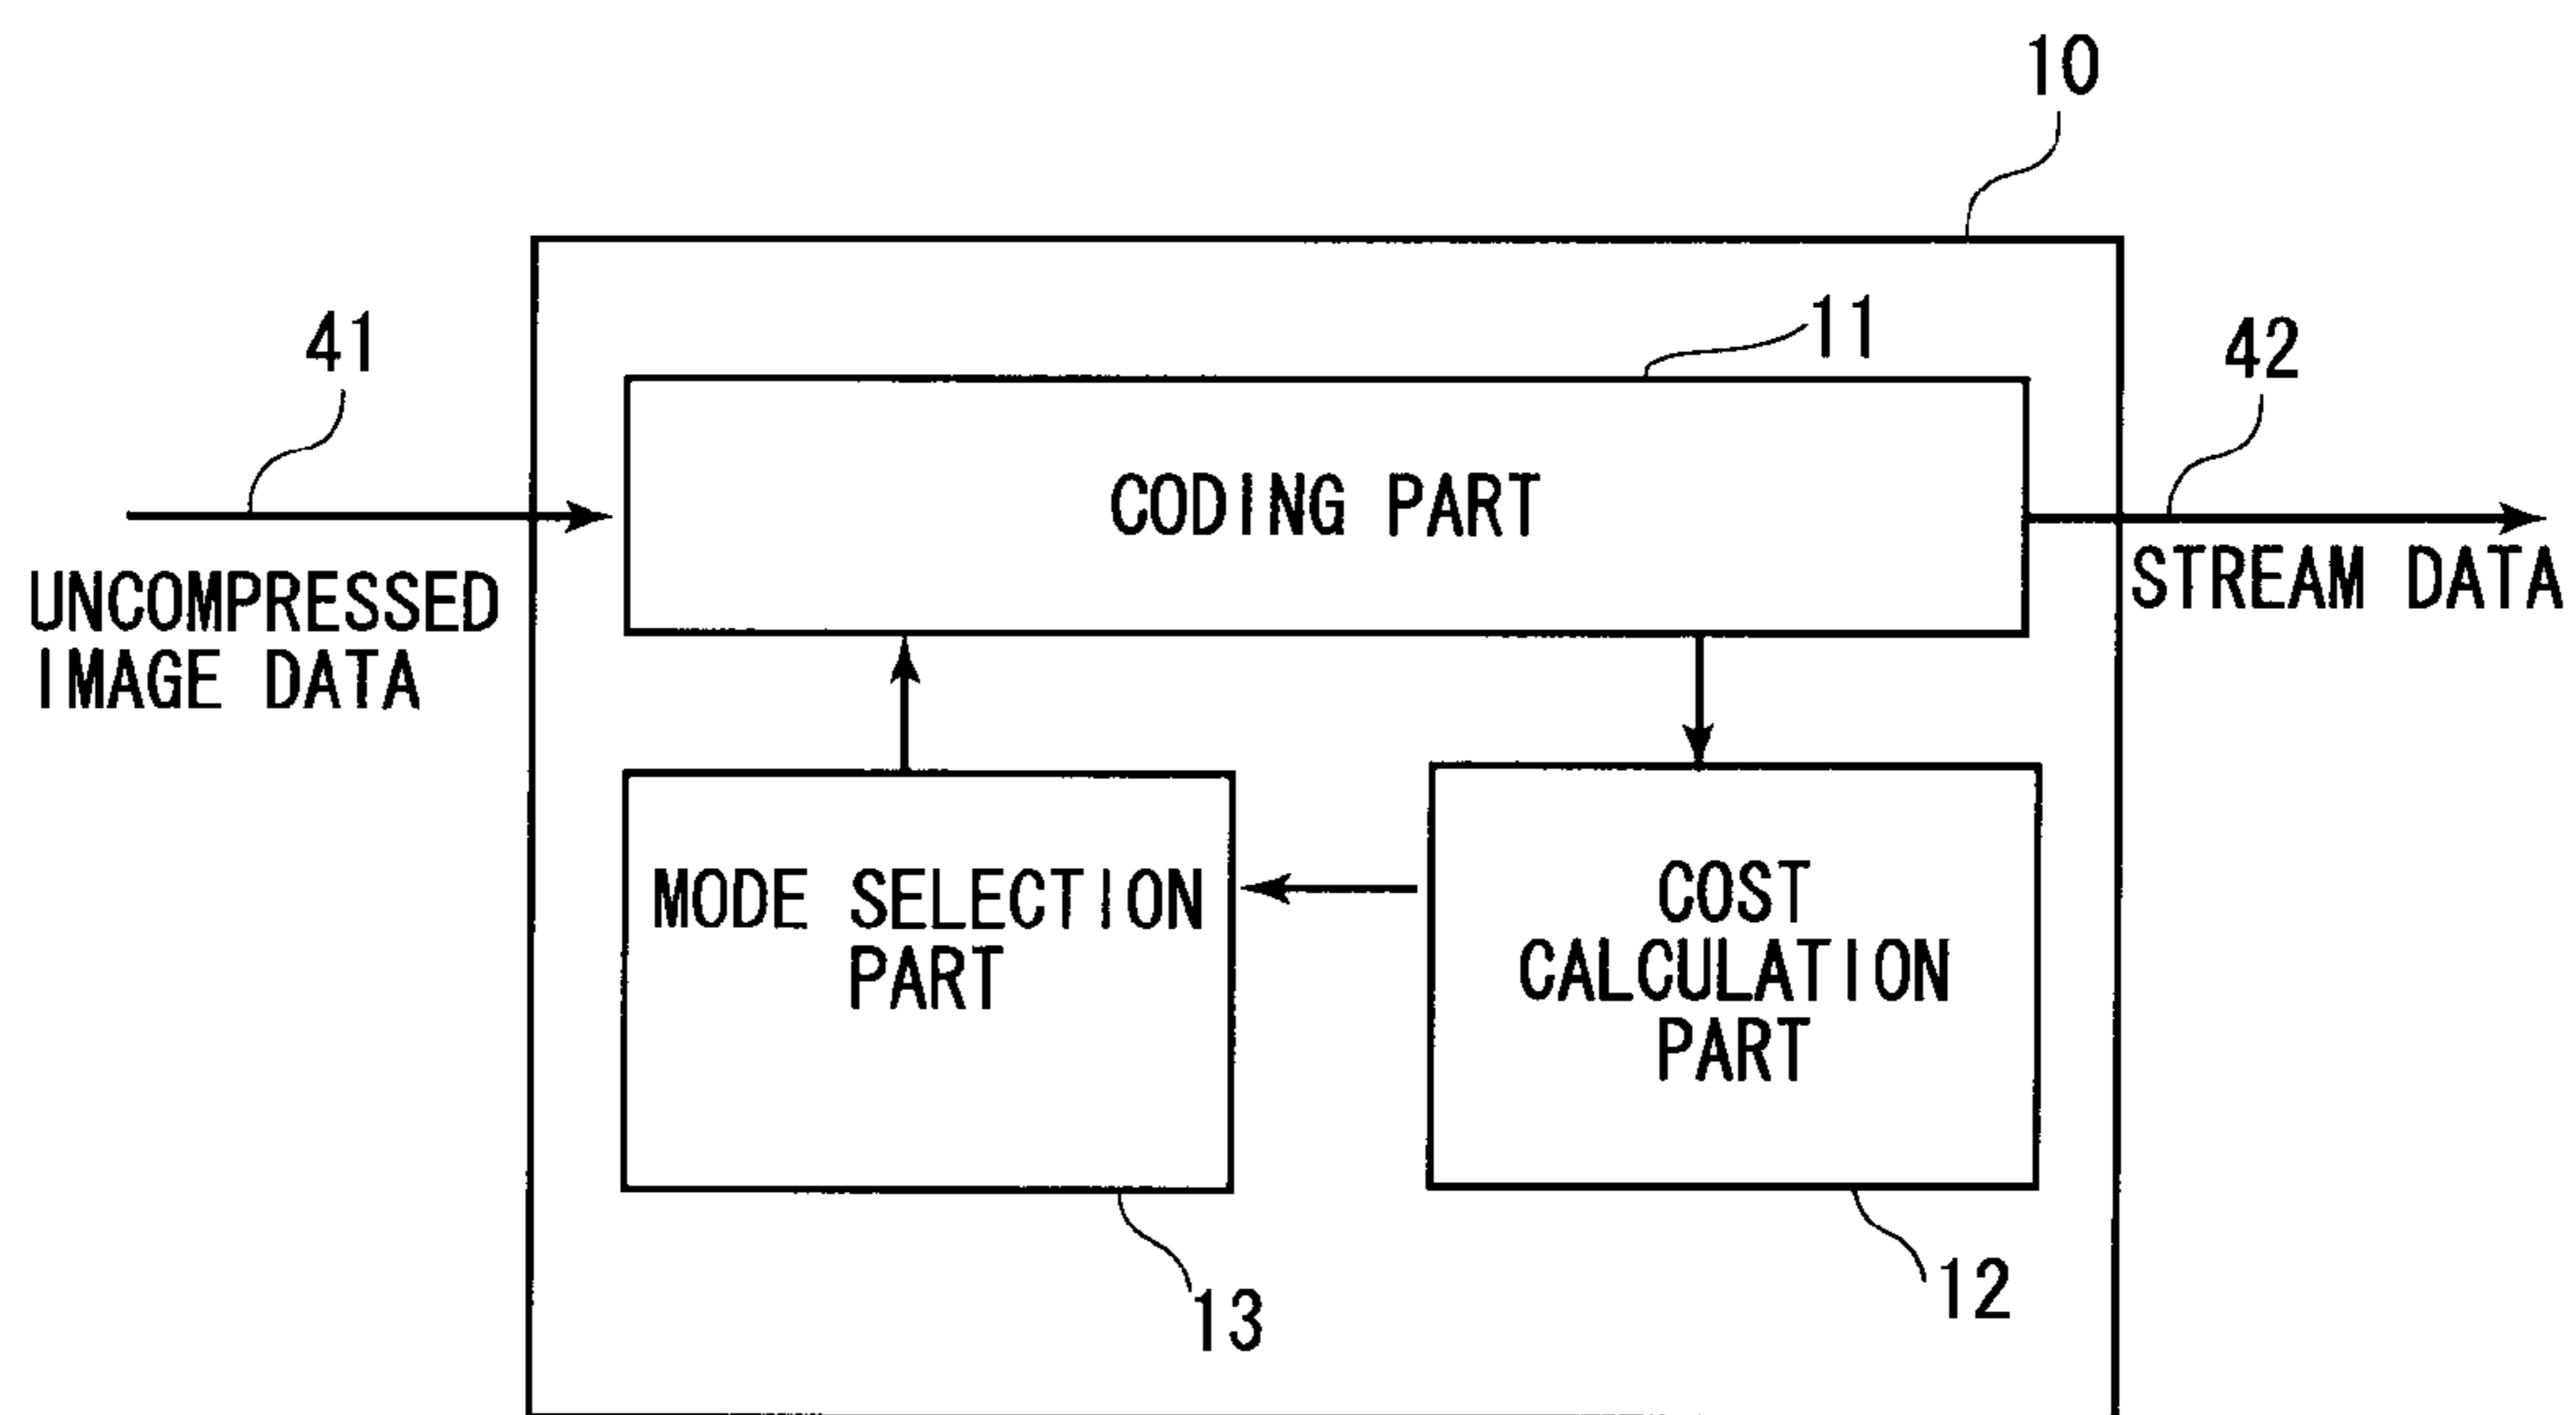 10
11
41
42
CODING PART
UNCOMPRESSED
IMAGE DATA
STREAM DATA
MODE SELECTION
PART
COST
CALCULATION
PART
13
12